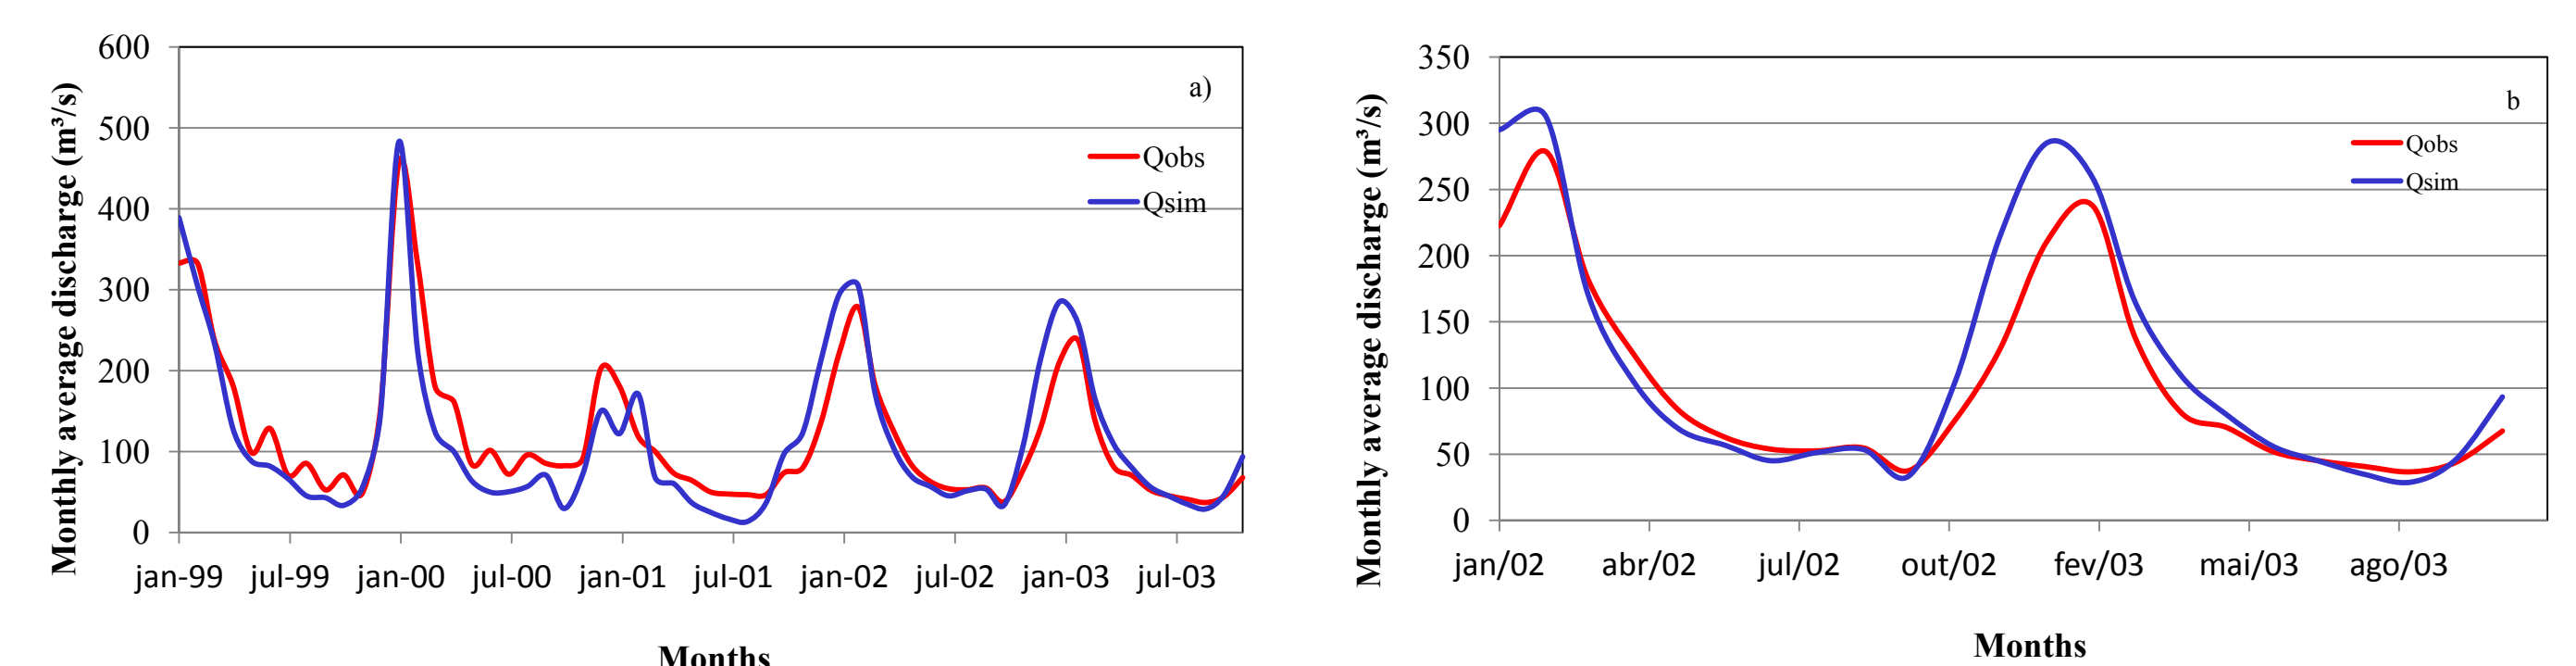 Monthly average discharge (m³/s)
600
500
400
300
200
100
0
a)
Qobs
Qsim
jan-99 jul-99 jan-00 jul-00 jan-01 jul-01 jan-02 jul-02 jan-03 jul-03
Months
Monthly average discharge (m³/s)
350
300
250
200
150
100
50
0
b
Qobs
Qsim
jan/02 abr/02 jul/02 out/02 fev/03 mai/03 ago/03
Months